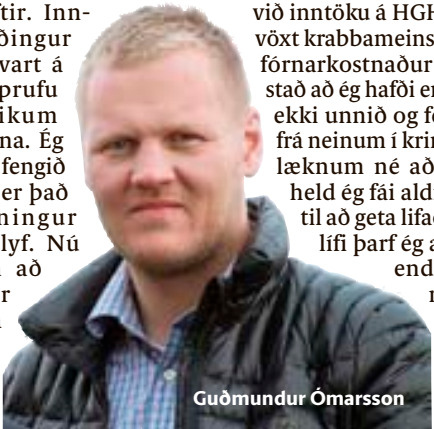 ftir. Inn-
ðingur
vart á
prufu
ikum
na. Ég
fengið
er það
ningur
lyf. Nú
að
r
við inntöku á HGH
vöxt krabbameins
fórnarkostnaður
stað að ég hafði er
ekki unnið og fe
frá neinum í krin
læknum né að
held ég fái ald
til að geta lifað
lífi þarf ég a
end
Guðmundur Ómarsson